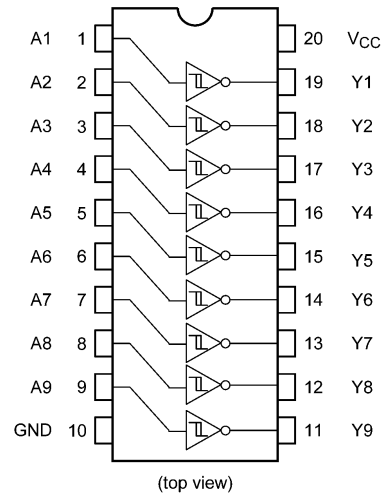 A1 1 20 VCC
A2 2 19 Y1
A3 3 18 Y2
A4 4 17 Y3
A5 5 16 Y4
A6 6 15 Y5
A7 7 14 Y6
A8 8 13 Y7
A9 9 12 Y8
GND 10 11 Y9
(top view)